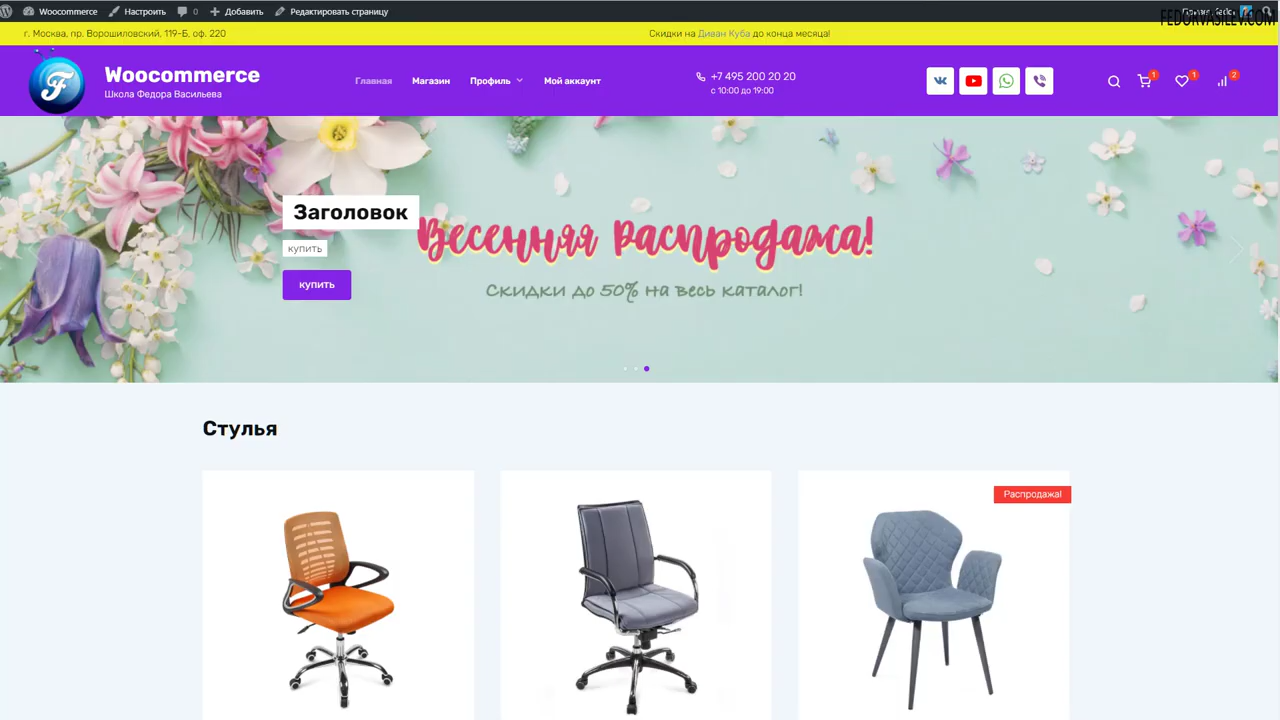 Woocommerce Настроить 0 Добавить Редактировать страницу
FEDORVASILEV.COM
г. Москва, пр. Ворошиловский, 119-Б. оф. 220
Скидки на Диван Куба до конца месяца!
F
Woocommerce
Школа Федора Васильева
Главная Магазин Профиль Мой аккаунт
+7 495 200 20 20
с 10:00 до 19:00
1 1 2
Заголовок
купить
купить
Весенняя распродажа!
Скидки до 50% на весь каталог!
Стулья
Распродажа!